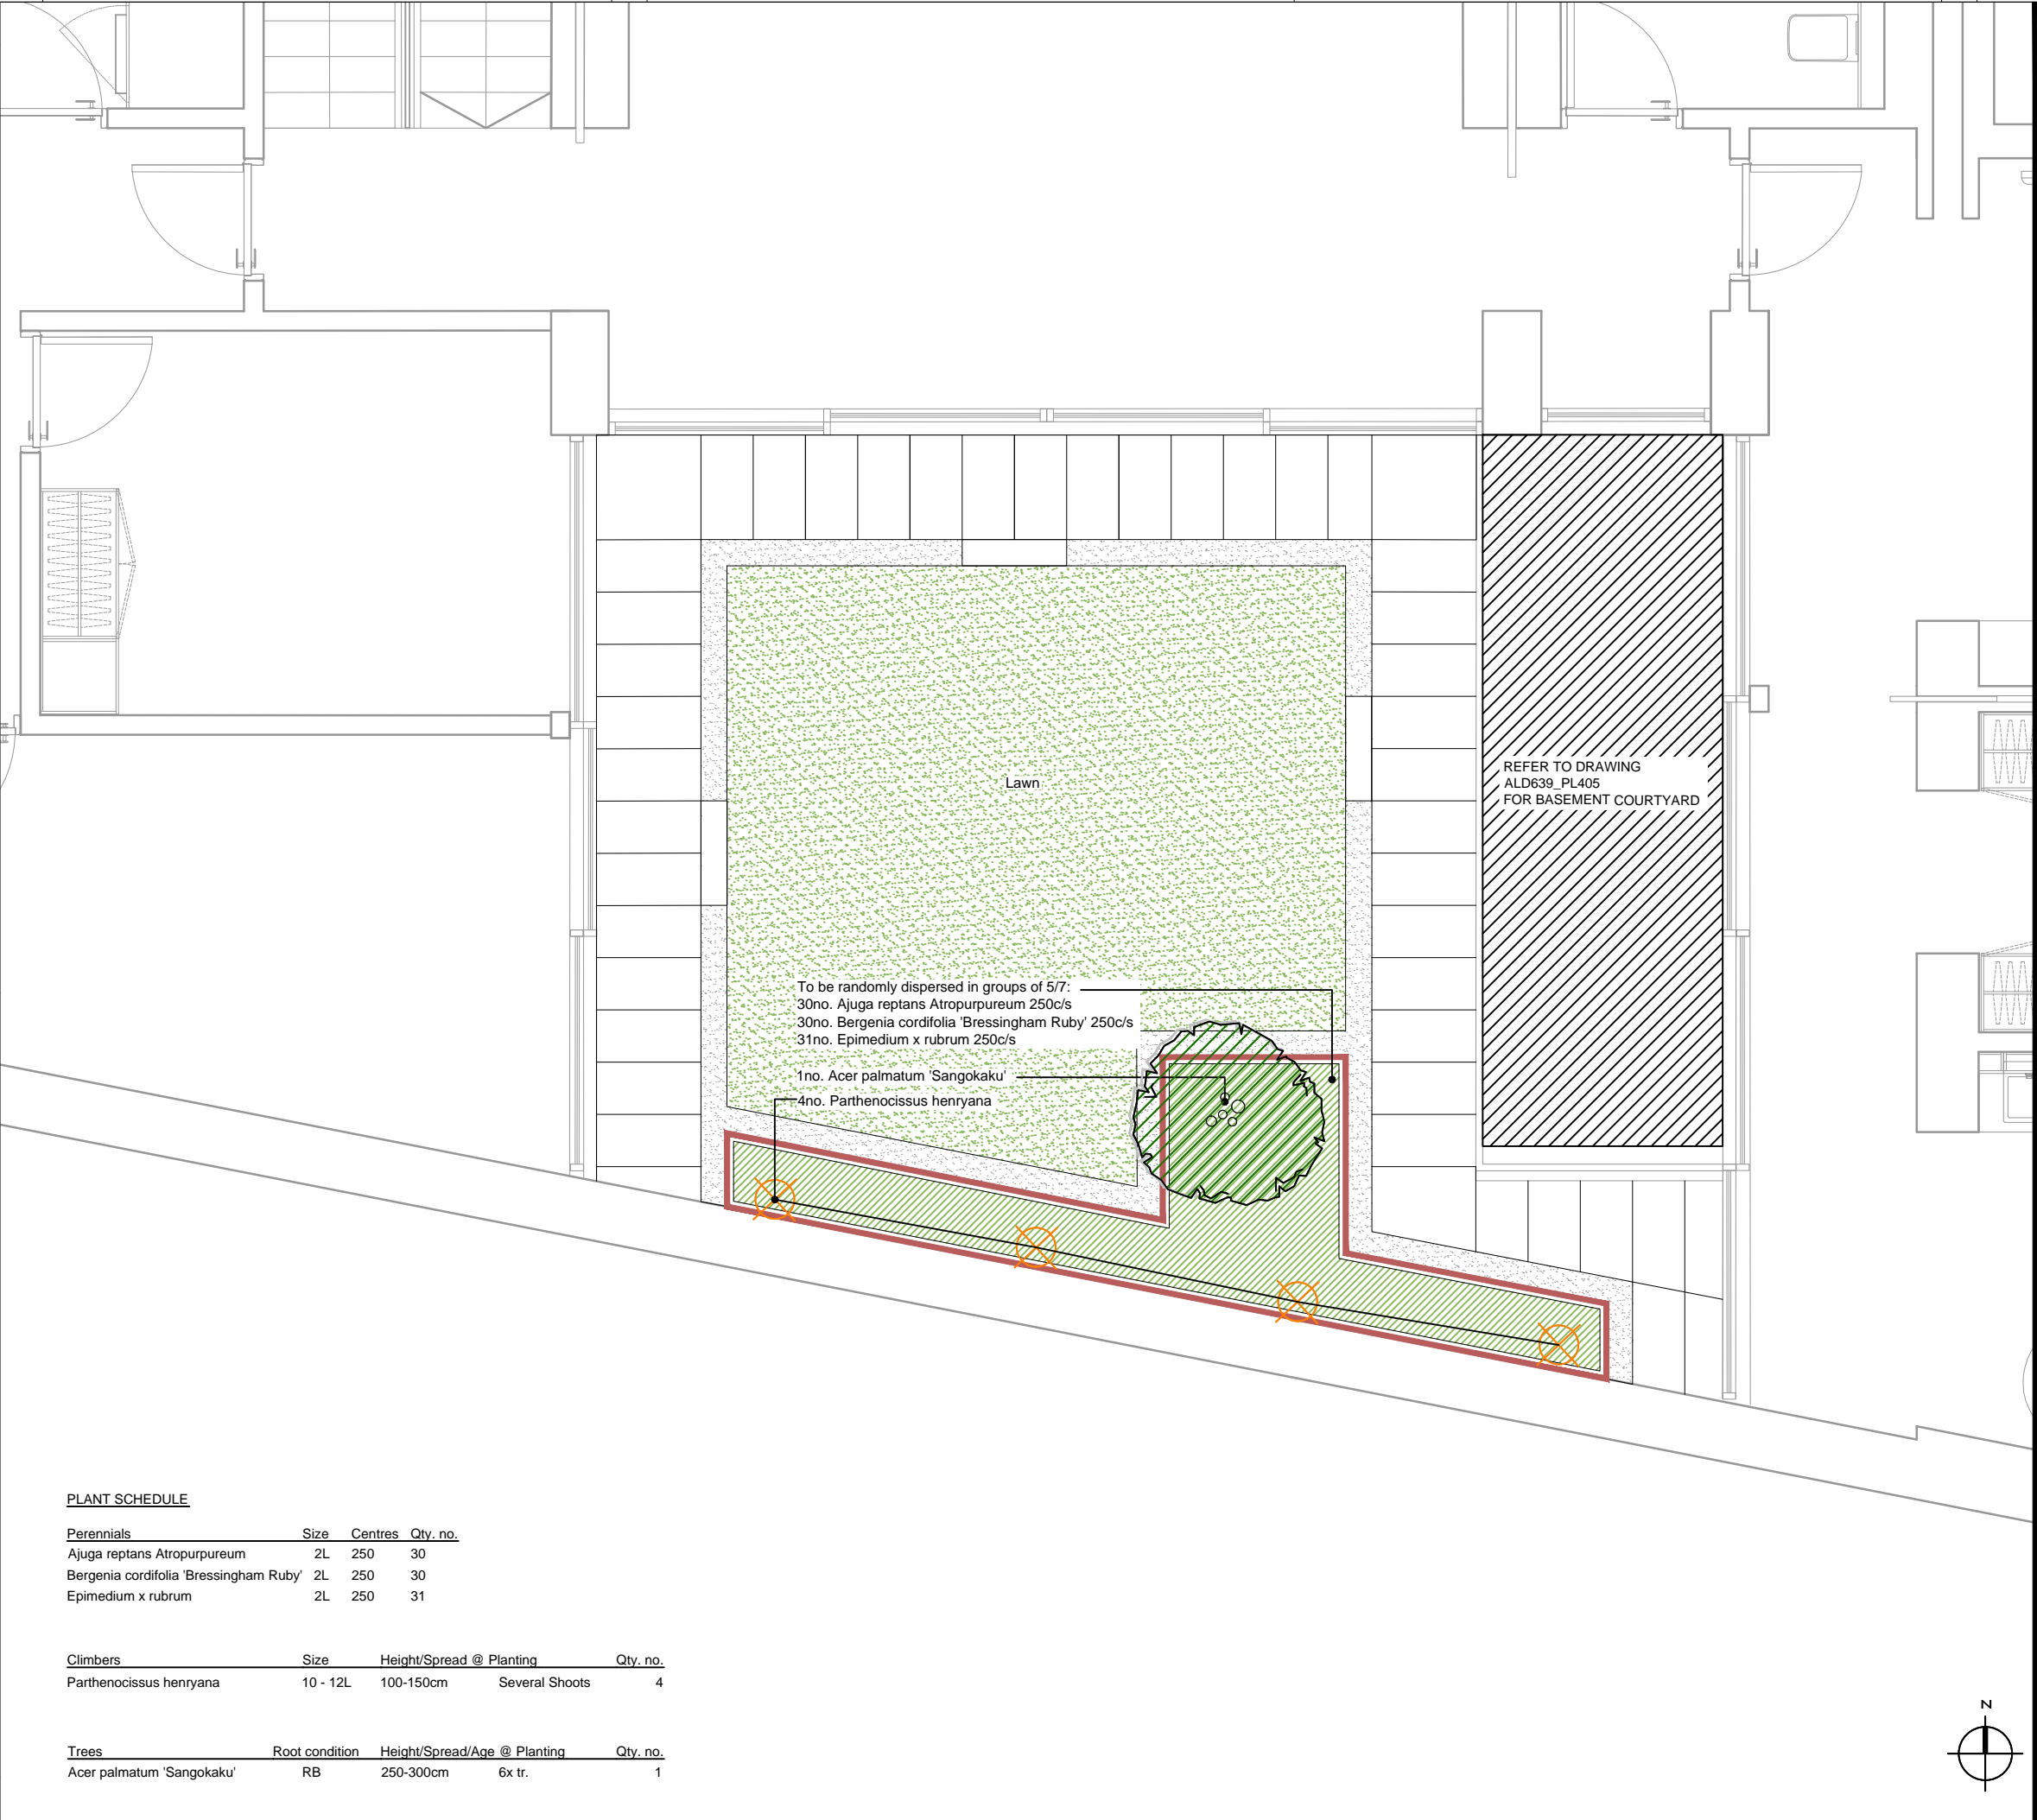 REFER TO DRAWING
ALD639_PL405
FOR BASEMENT COURTYARD
Lawn
To be randomly dispersed in groups of 5/7:
30no. Ajuga reptans Atropurpureum 250c/s
30no. Bergenia cordifolia 'Bressingham Ruby' 250c/s
31no. Epimedium x rubrum 250c/s
1no. Acer palmatum 'Sangokaku'
4no. Parthenocissus henryana
PLANT SCHEDULE
Perennials Size Centres Qty. no.
Ajuga reptans Atropurpureum 2L 250 30
Bergenia cordifolia 'Bressingham Ruby' 2L 250 30
Epimedium x rubrum 2L 250 31
Climbers Size Height/Spread @ Planting Qty. no.
Parthenocissus henryana 10 - 12L 100-150cm Several Shoots 4
Trees Root condition Height/Spread/Age @ Planting Qty. no.
Acer palmatum 'Sangokaku' RB 250-300cm 6x tr. 1
N